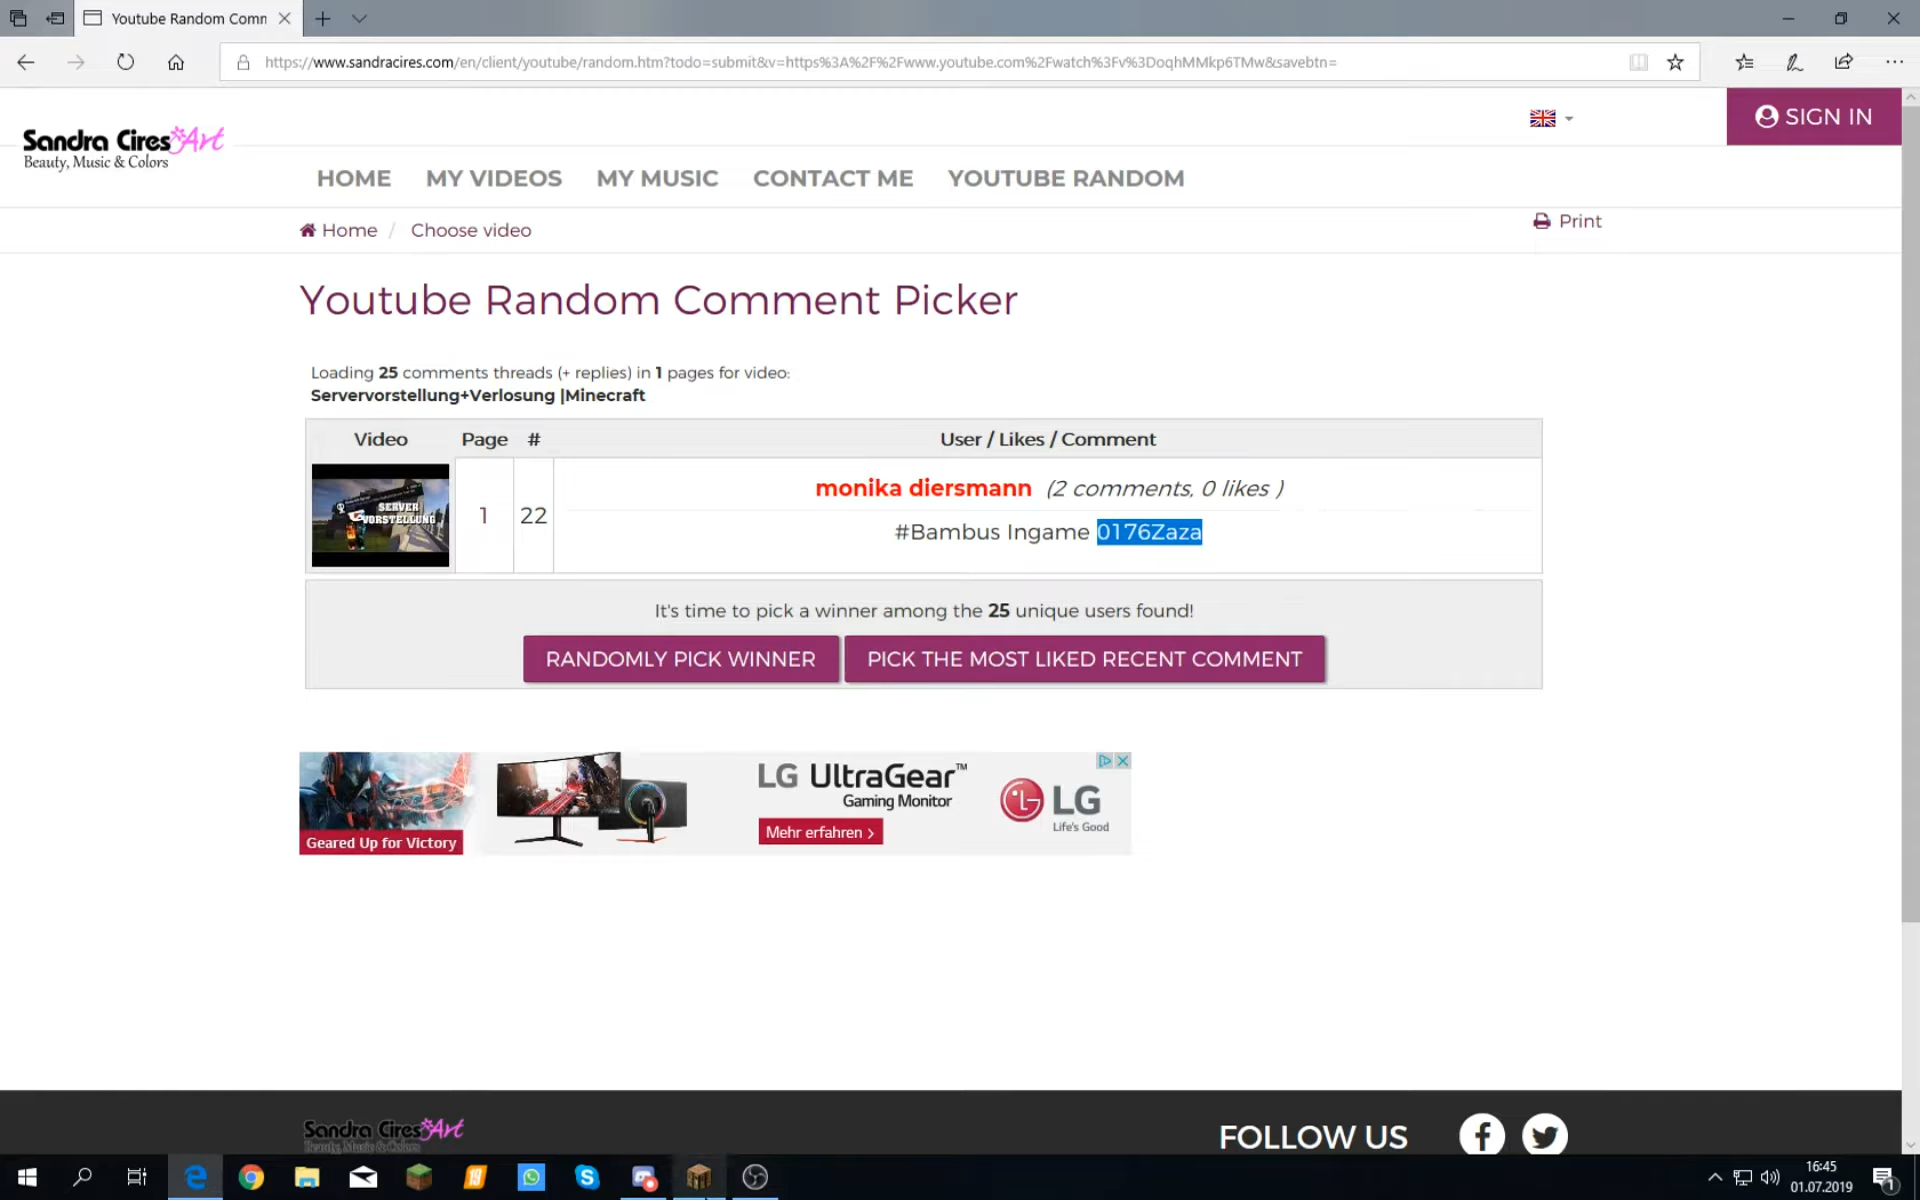 Youtube Random Comm
https://www.sandracires.com/en/client/youtube/random.htm?todo=submit&v=https%3A%2F%2Fwww.youtube.com%2Fwatch%3Fv%3DoqhMMkp6TMw&savebtn=
Sandra Cires Art
Beauty, Music & Colors
SIGN IN
HOME MY VIDEOS MY MUSIC CONTACT ME YOUTUBE RANDOM
Home / Choose video
Print
Youtube Random Comment Picker
Loading 25 comments threads (+ replies) in 1 pages for video:
Servervorstellung+Verlosung |Minecraft
Video Page # User / Likes / Comment
SERVER
VORSTELLUNG
1 22
monika diersmann (2 comments, 0 likes )
#Bambus Ingame 0176Zaza
It's time to pick a winner among the 25 unique users found!
RANDOMLY PICK WINNER PICK THE MOST LIKED RECENT COMMENT
Geared Up for Victory
LG UltraGear™
Gaming Monitor
Mehr erfahren >
LG
Life's Good
Sandra Cires Art
Beauty, Music & Colors
FOLLOW US
16:45
01.07.2019
1